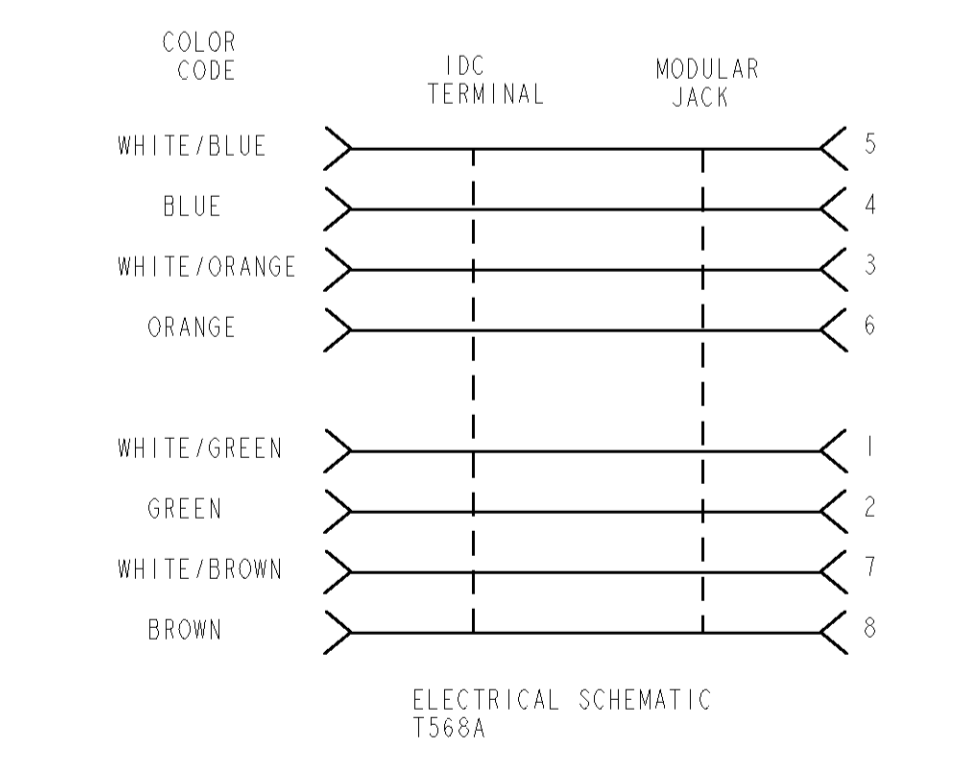 COLOR
CODE
IDC
TERMINAL
MODULAR
JACK
WHITE/BLUE 5
BLUE 4
WHITE/ORANGE 3
ORANGE 6
WHITE/GREEN 1
GREEN 2
WHITE/BROWN 7
BROWN 8
ELECTRICAL SCHEMATIC
T568A